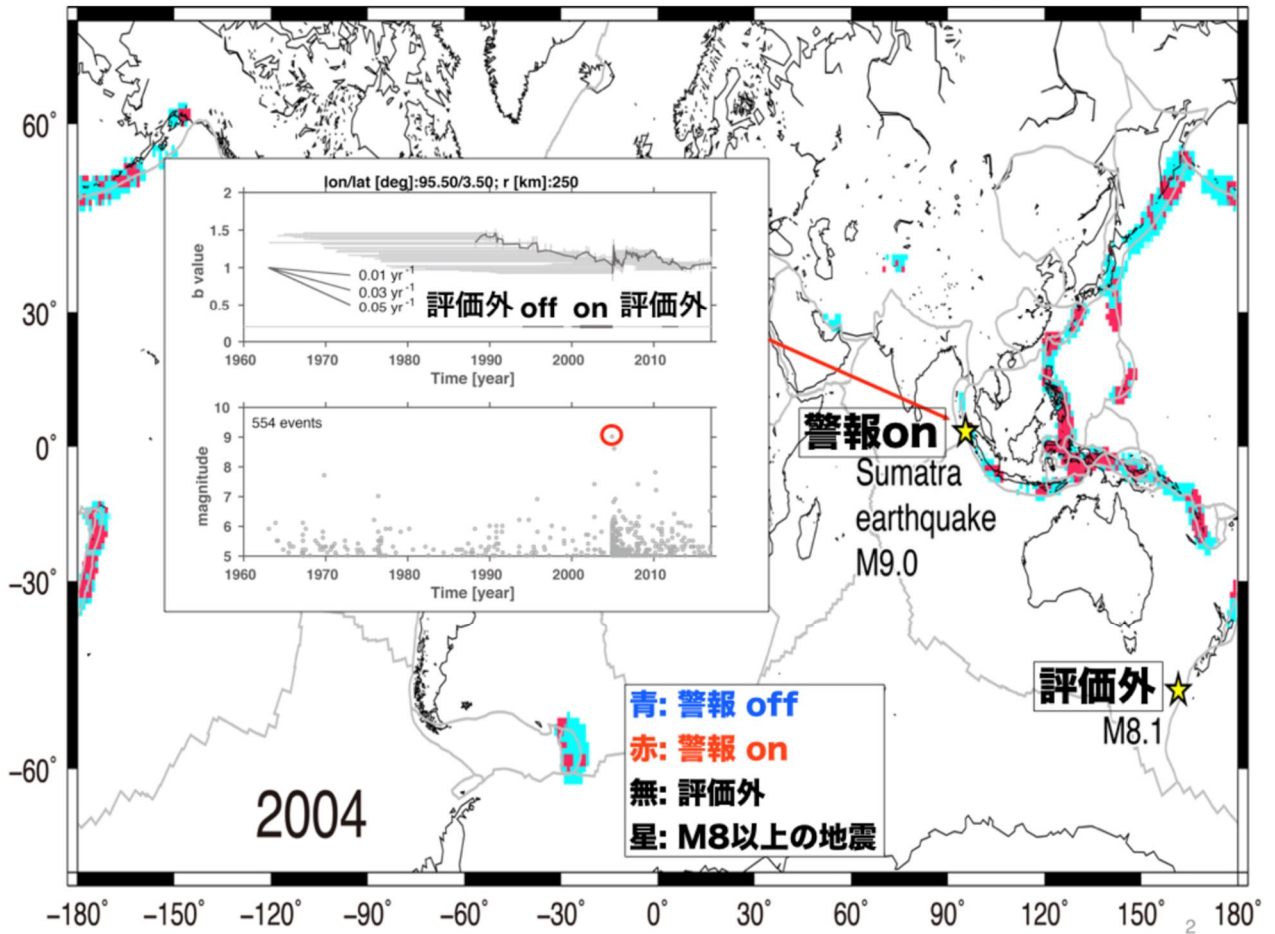 lon/lat [deg]:95.50/3.50; r [km]:250
2
1.5
1
0.5
0
b value
0.01 yr⁻¹
0.03 yr⁻¹
0.05 yr⁻¹
評価外 off on 評価外
1960 1970 1980 1990 2000 2010
Time [year]
10
9
8
7
6
5
magnitude
554 events
1960 1970 1980 1990 2000 2010
Time [year]
60°
30°
0°
−30°
−60°
警報on
Sumatra
earthquake
M9.0
評価外
M8.1
青: 警報 off
赤: 警報 on
無: 評価外
星: M8以上の地震
2004
−180° −150° −120° −90° −60° −30° 0° 30° 60° 90° 120° 150° 180°
2